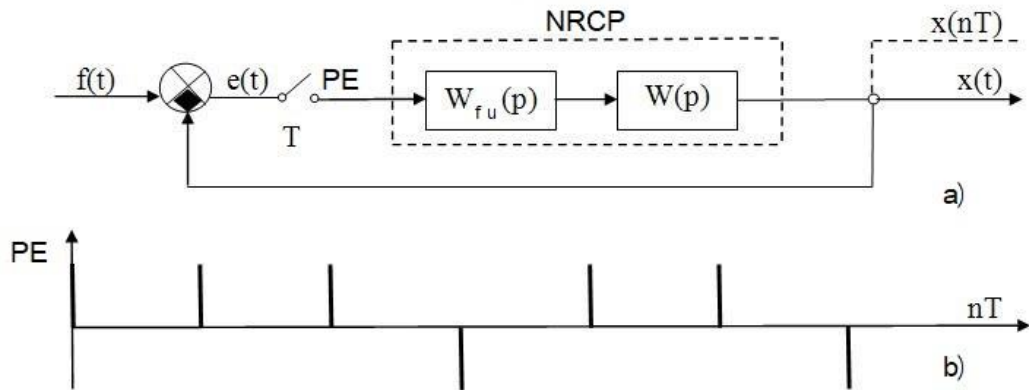 NRCP
x(nT)
f(t)
e(t)
PE
W_fu(p)
W(p)
x(t)
T
a)
PE
nT
b)